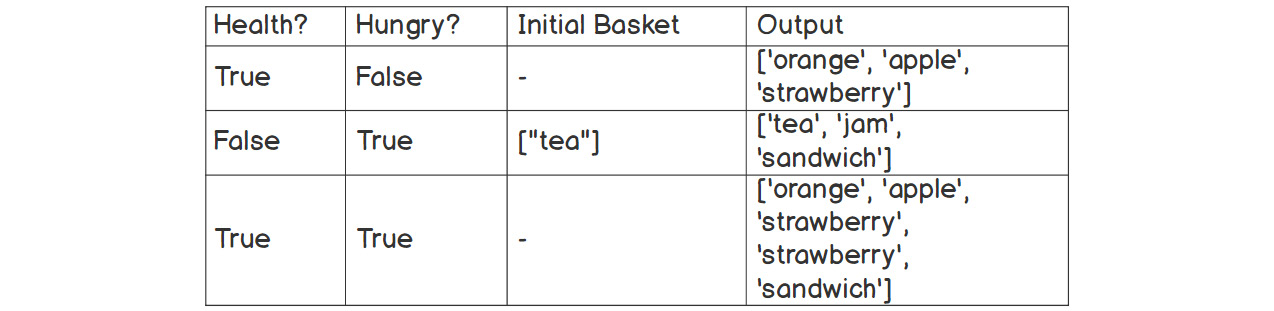 Health? Hungry? Initial Basket Output
True False - ['orange', 'apple',
'strawberry']
False True ["tea"] ['tea', 'jam',
'sandwich']
True True - ['orange', 'apple',
'strawberry',
'strawberry',
'sandwich']